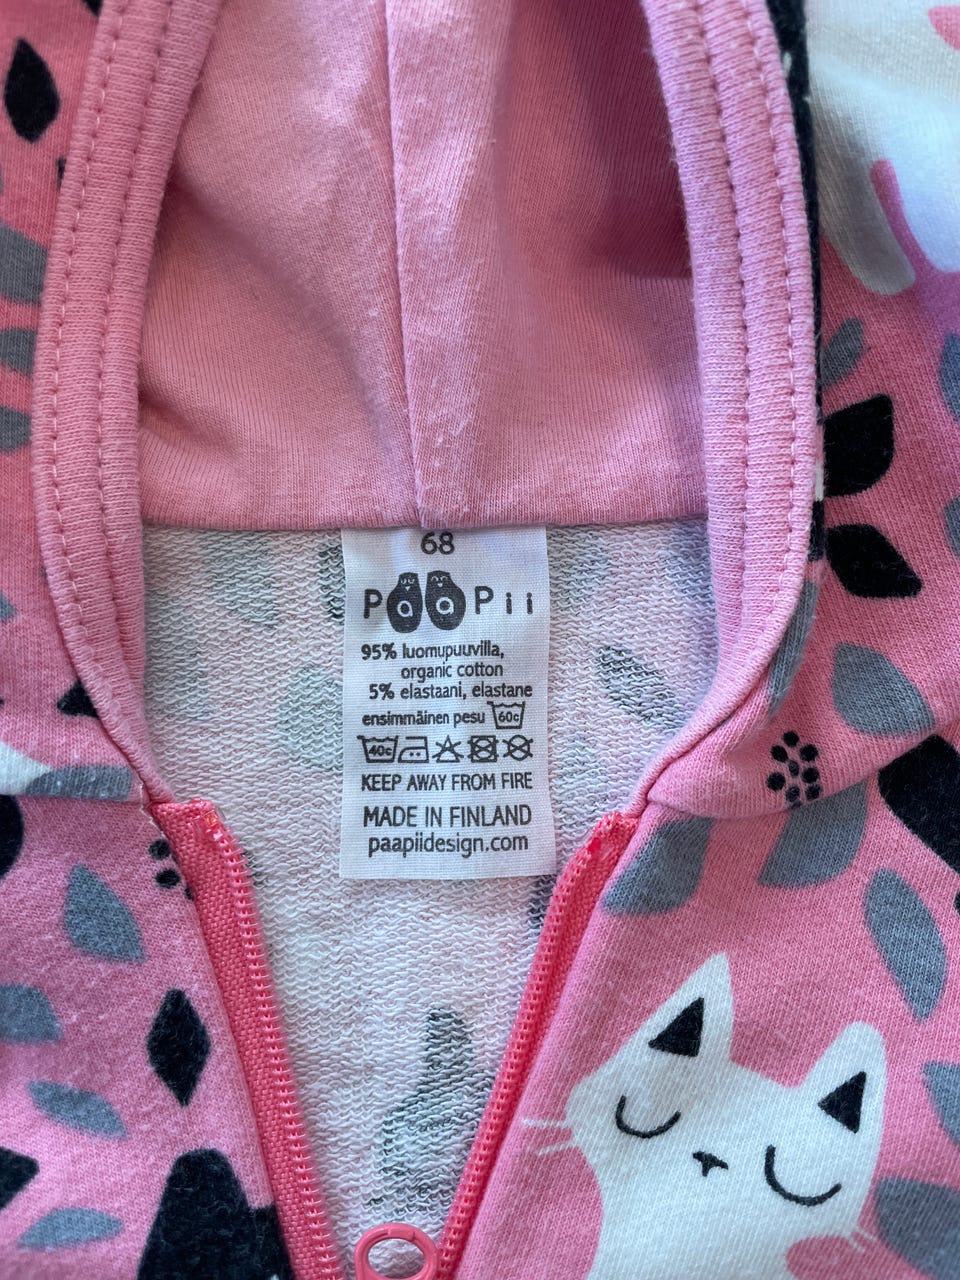 68
PaaPii
95% luomupuuvilla,
organic cotton
5% elastaani, elastane
ensimmäinen pesu 60c
40c
KEEP AWAY FROM FIRE
MADE IN FINLAND
paapiidesign.com